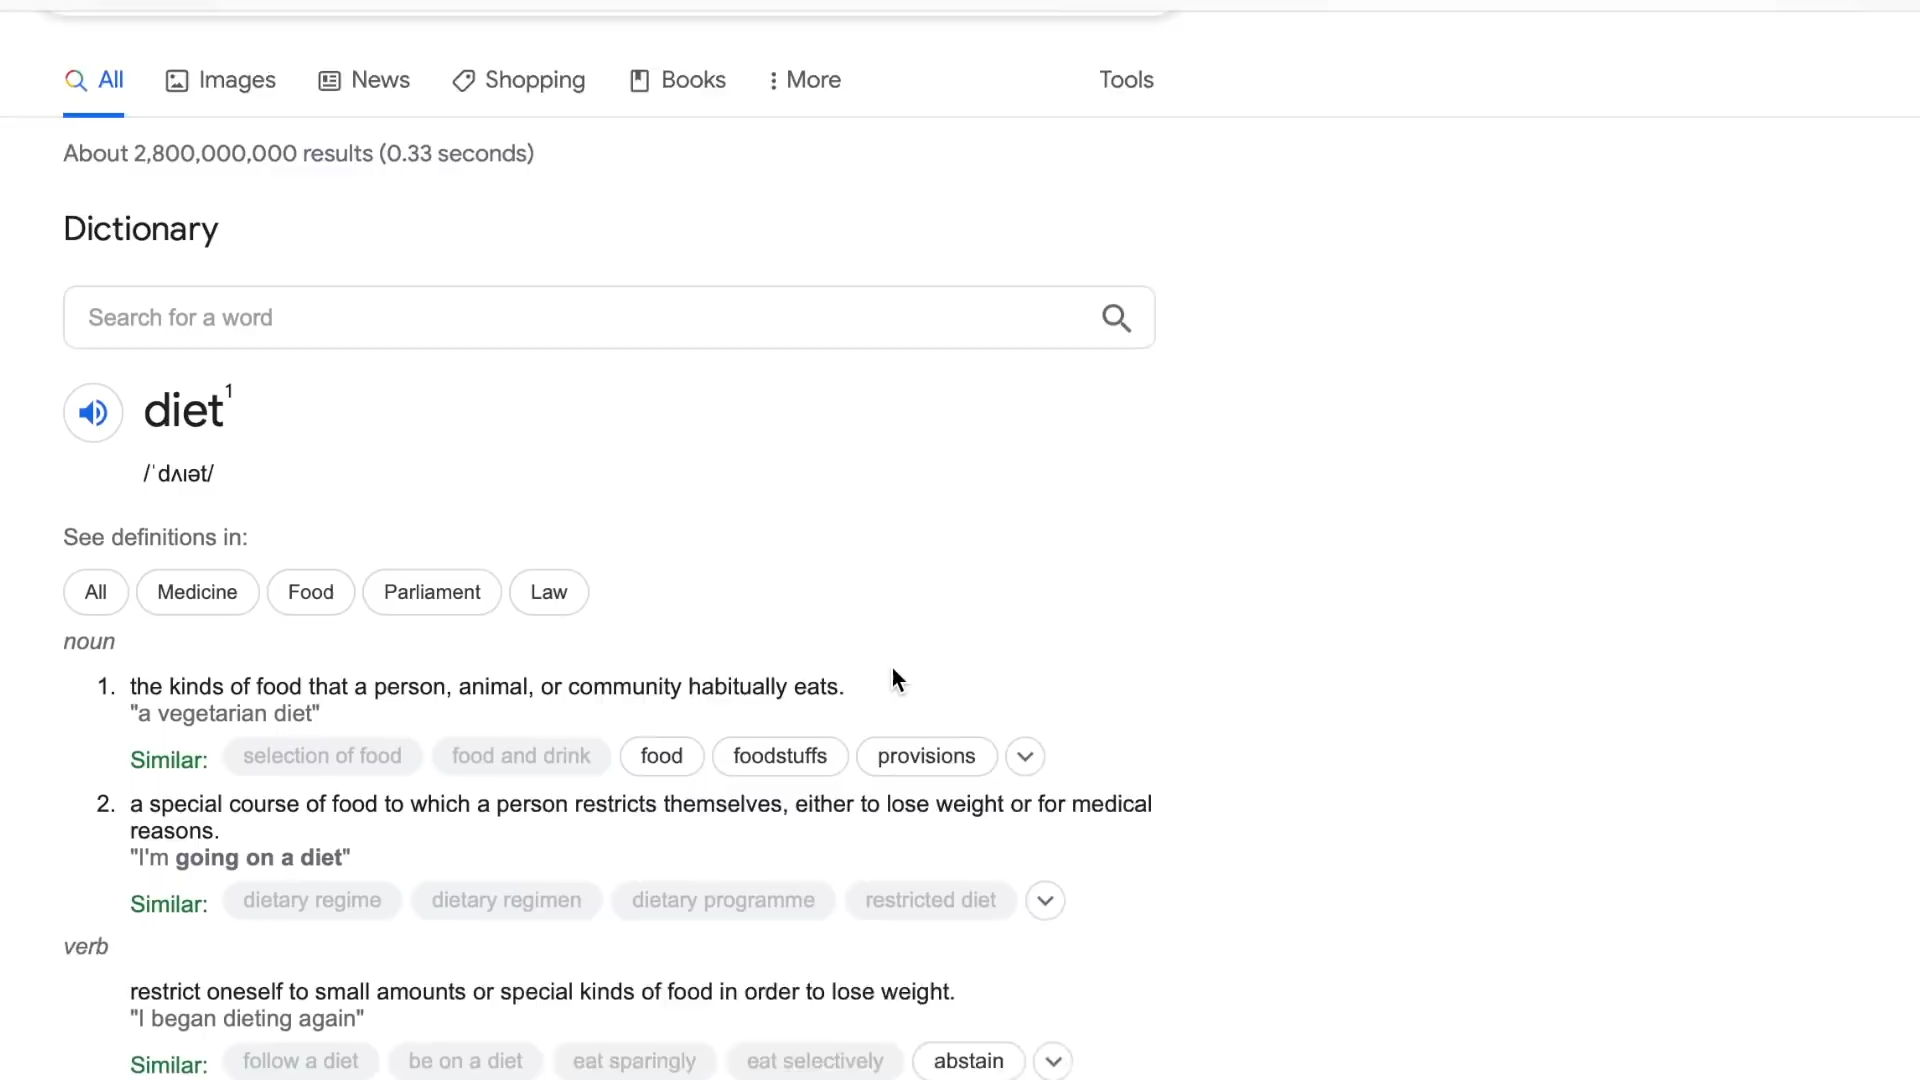 All Images News Shopping Books More Tools
About 2,800,000,000 results (0.33 seconds)
Dictionary
Search for a word
diet¹
/ˈdʌɪət/
See definitions in:
All Medicine Food Parliament Law
noun
1. the kinds of food that a person, animal, or community habitually eats.
"a vegetarian diet"
Similar: selection of food food and drink food foodstuffs provisions
2. a special course of food to which a person restricts themselves, either to lose weight or for medical
reasons.
"I'm going on a diet"
Similar: dietary regime dietary regimen dietary programme restricted diet
verb
restrict oneself to small amounts or special kinds of food in order to lose weight.
"I began dieting again"
Similar: follow a diet be on a diet eat sparingly eat selectively abstain